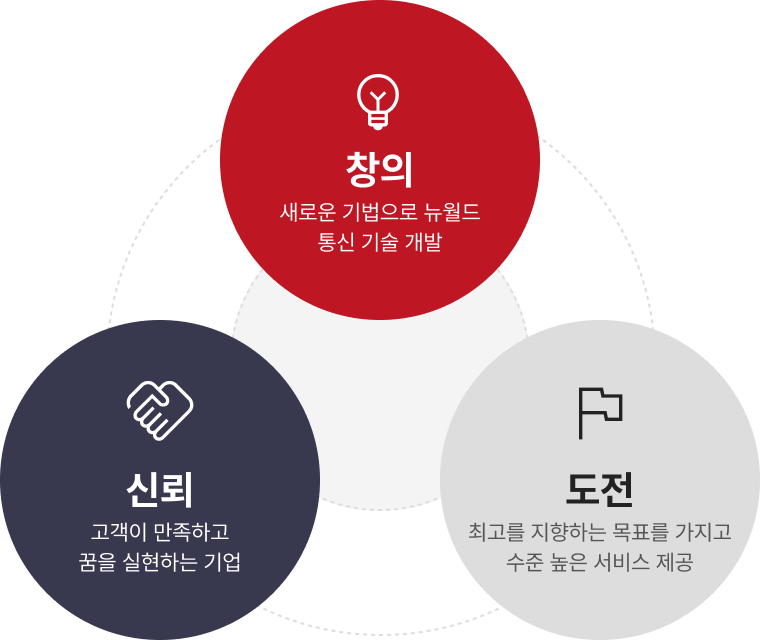 창의
새로운 기법으로 뉴월드
통신 기술 개발
신뢰
고객이 만족하고
꿈을 실현하는 기업
도전
최고를 지향하는 목표를 가지고
수준 높은 서비스 제공